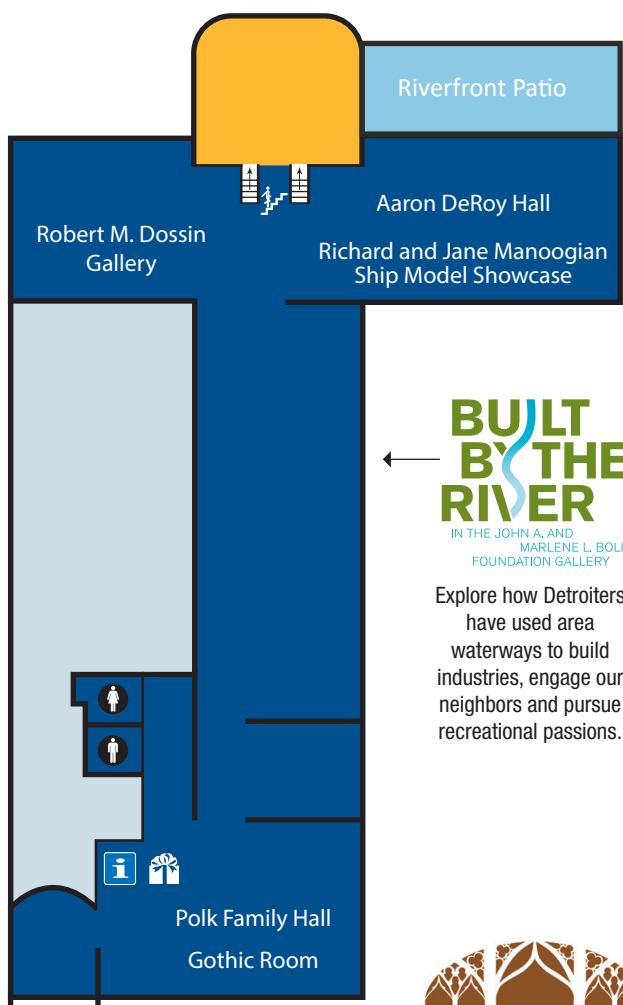 Riverfront Patio
Aaron DeRoy Hall
Robert M. Dossin
Gallery
Richard and Jane Manoogian
Ship Model Showcase
BUILT
BY THE
RIVER
IN THE JOHN A. AND
MARLENE L. BOLL
FOUNDATION GALLERY
Explore how Detroiters
have used area
waterways to build
industries, engage our
neighbors and pursue
recreational passions.
i
Polk Family Hall
Gothic Room